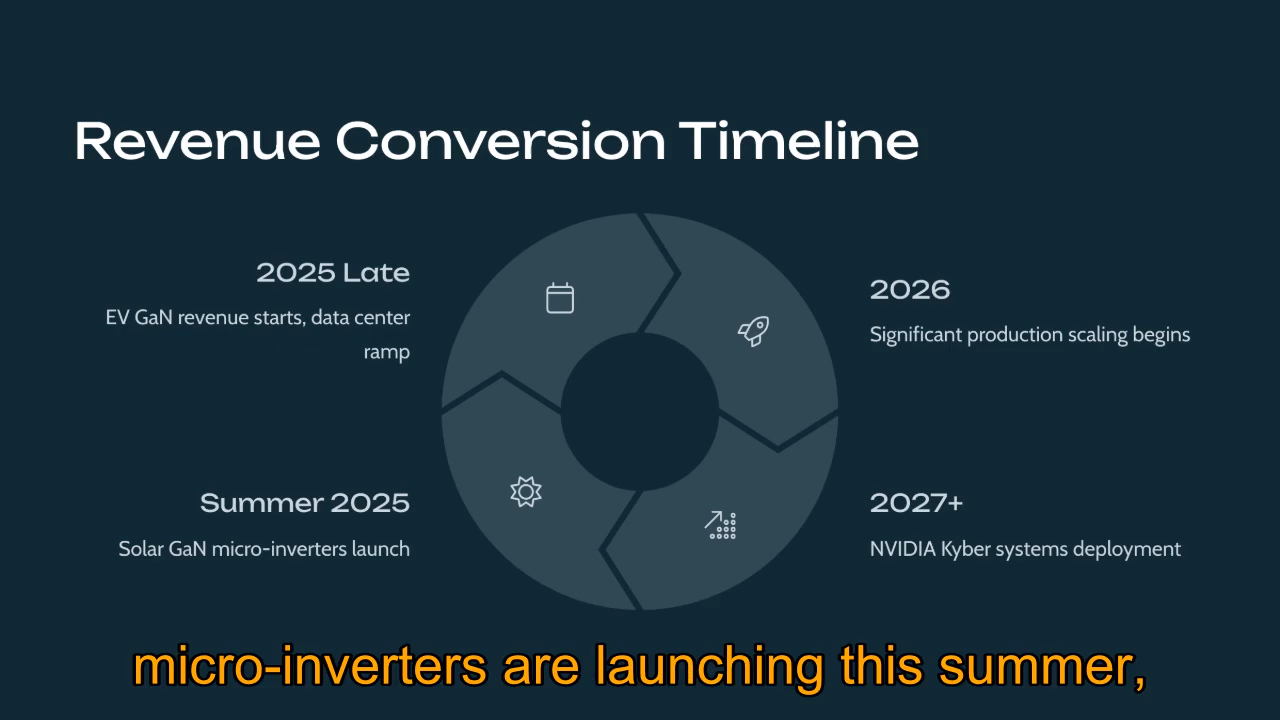 Revenue Conversion Timeline
2025 Late
EV GaN revenue starts, data center
ramp
2026
Significant production scaling begins
Summer 2025
Solar GaN micro-inverters launch
2027+
NVIDIA Kyber systems deployment
micro-inverters are launching this summer,